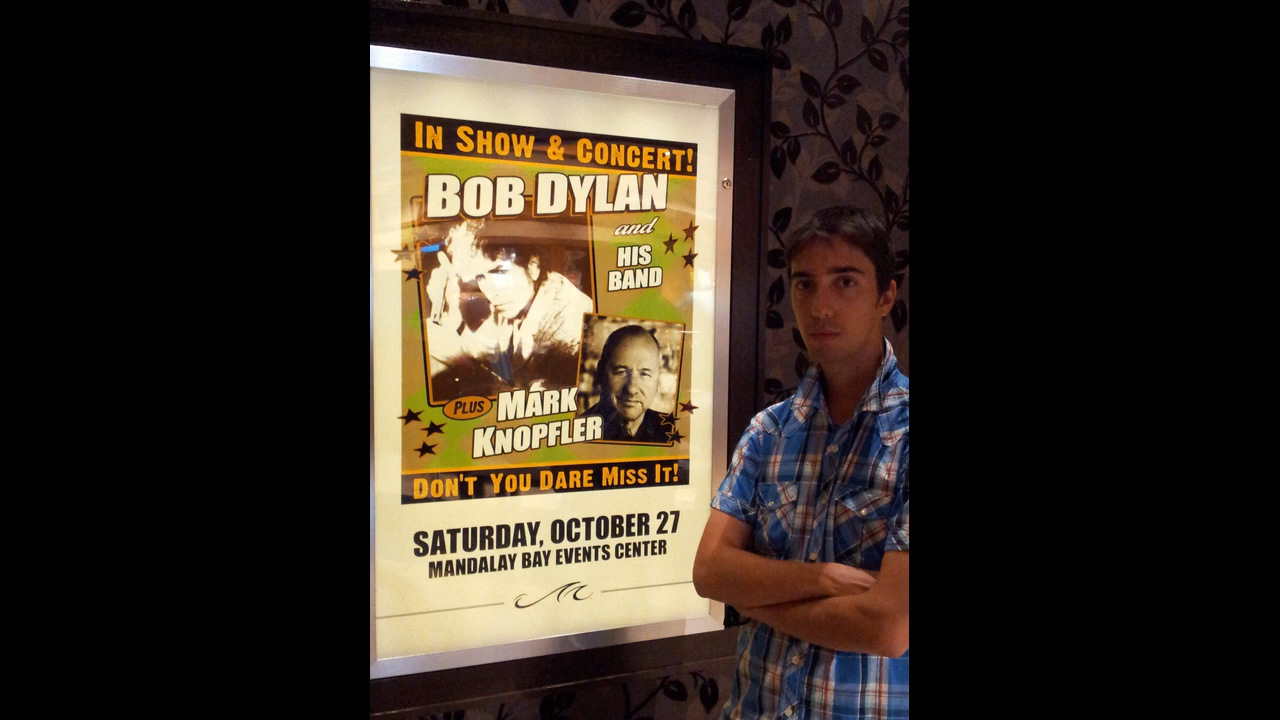 IN SHOW & CONCERT!
BOB DYLAN
and
HIS
BAND
PLUS MARK
KNOPFLER
DON'T YOU DARE MISS IT!
SATURDAY, OCTOBER 27
MANDALAY BAY EVENTS CENTER